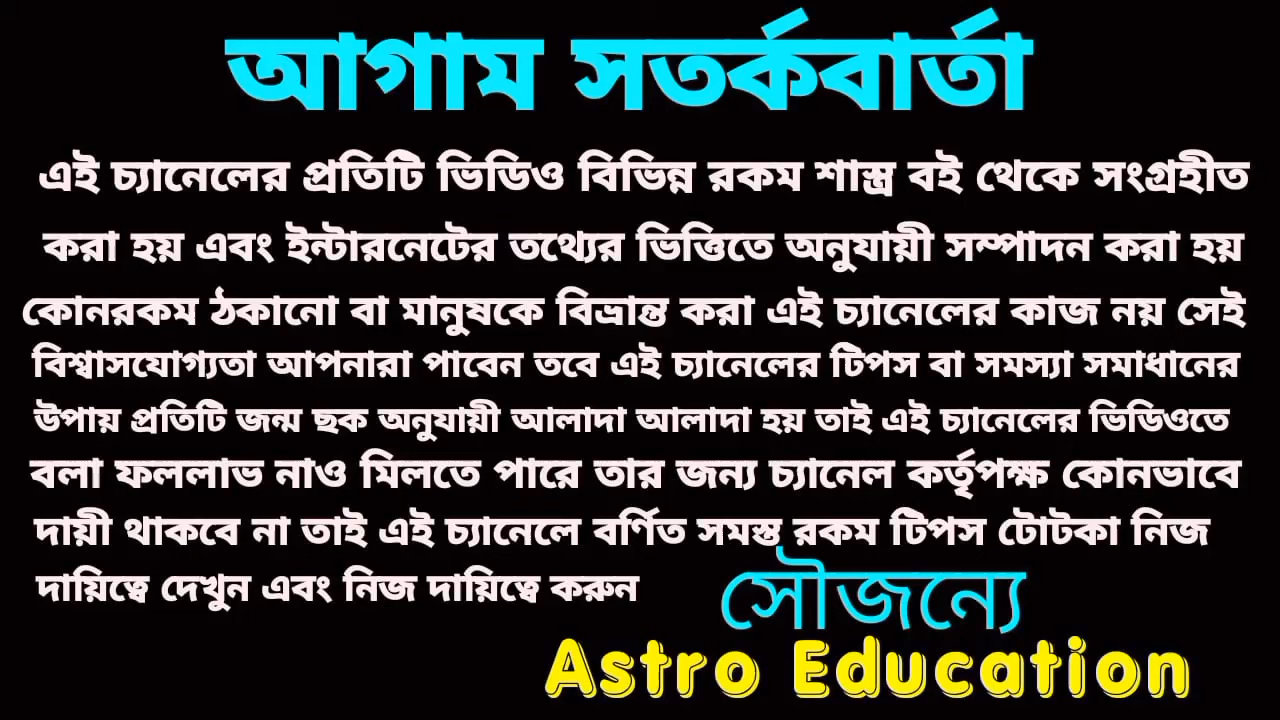 আগাম সতর্কবার্তা
এই চ্যানেলের প্রতিটি ভিডিও বিভিন্ন রকম শাস্ত্র বই থেকে সংগ্রহীত
করা হয় এবং ইন্টারনেটের তথ্যের ভিত্তিতে অনুযায়ী সম্পাদন করা হয়
কোনরকম ঠকানো বা মানুষকে বিভ্রান্ত করা এই চ্যানেলের কাজ নয় সেই
বিশ্বাসযোগ্যতা আপনারা পাবেন তবে এই চ্যানেলের টিপস বা সমস্যা সমাধানের
উপায় প্রতিটি জন্ম ছক অনুযায়ী আলাদা আলাদা হয় তাই এই চ্যানেলের ভিডিওতে
বলা ফললাভ নাও মিলতে পারে তার জন্য চ্যানেল কর্তৃপক্ষ কোনভাবে
দায়ী থাকবে না তাই এই চ্যানেলে বর্ণিত সমস্ত রকম টিপস টোটকা নিজ
দায়িত্বে দেখুন এবং নিজ দায়িত্বে করুন
সৌজন্যে
Astro Education